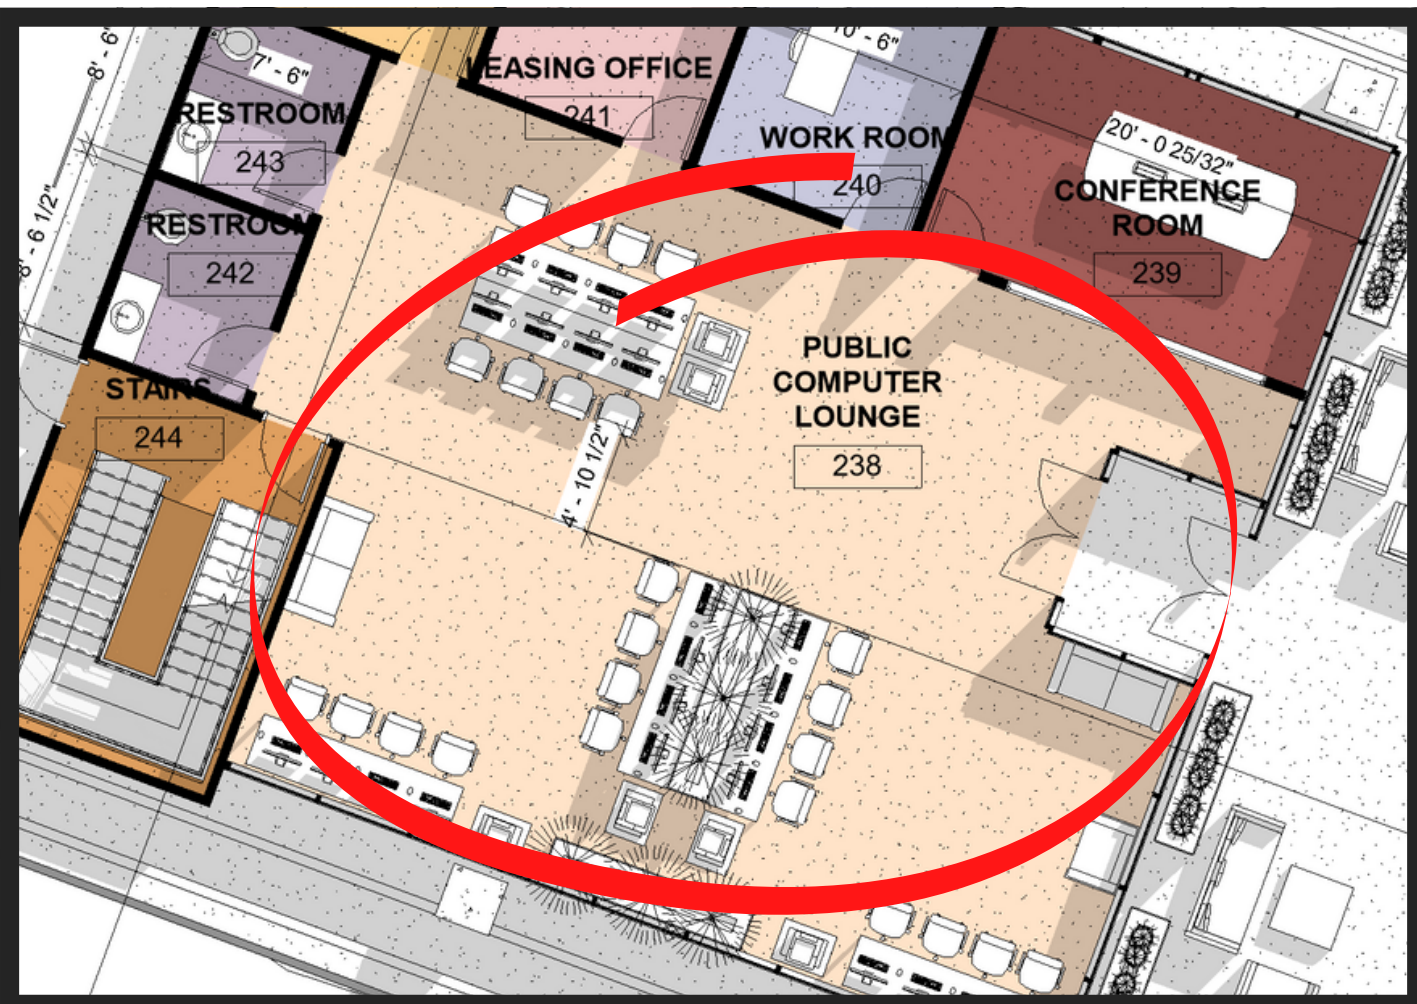 8' - 6"
7' - 6"
RESTROOM
243
LEASING OFFICE
241
10' - 6"
WORK ROOM
240
20' - 0 25/32"
CONFERENCE
ROOM
239
8' - 6 1/2"
RESTROOM
242
STAIRS
244
PUBLIC
COMPUTER
LOUNGE
238
4' - 10 1/2"